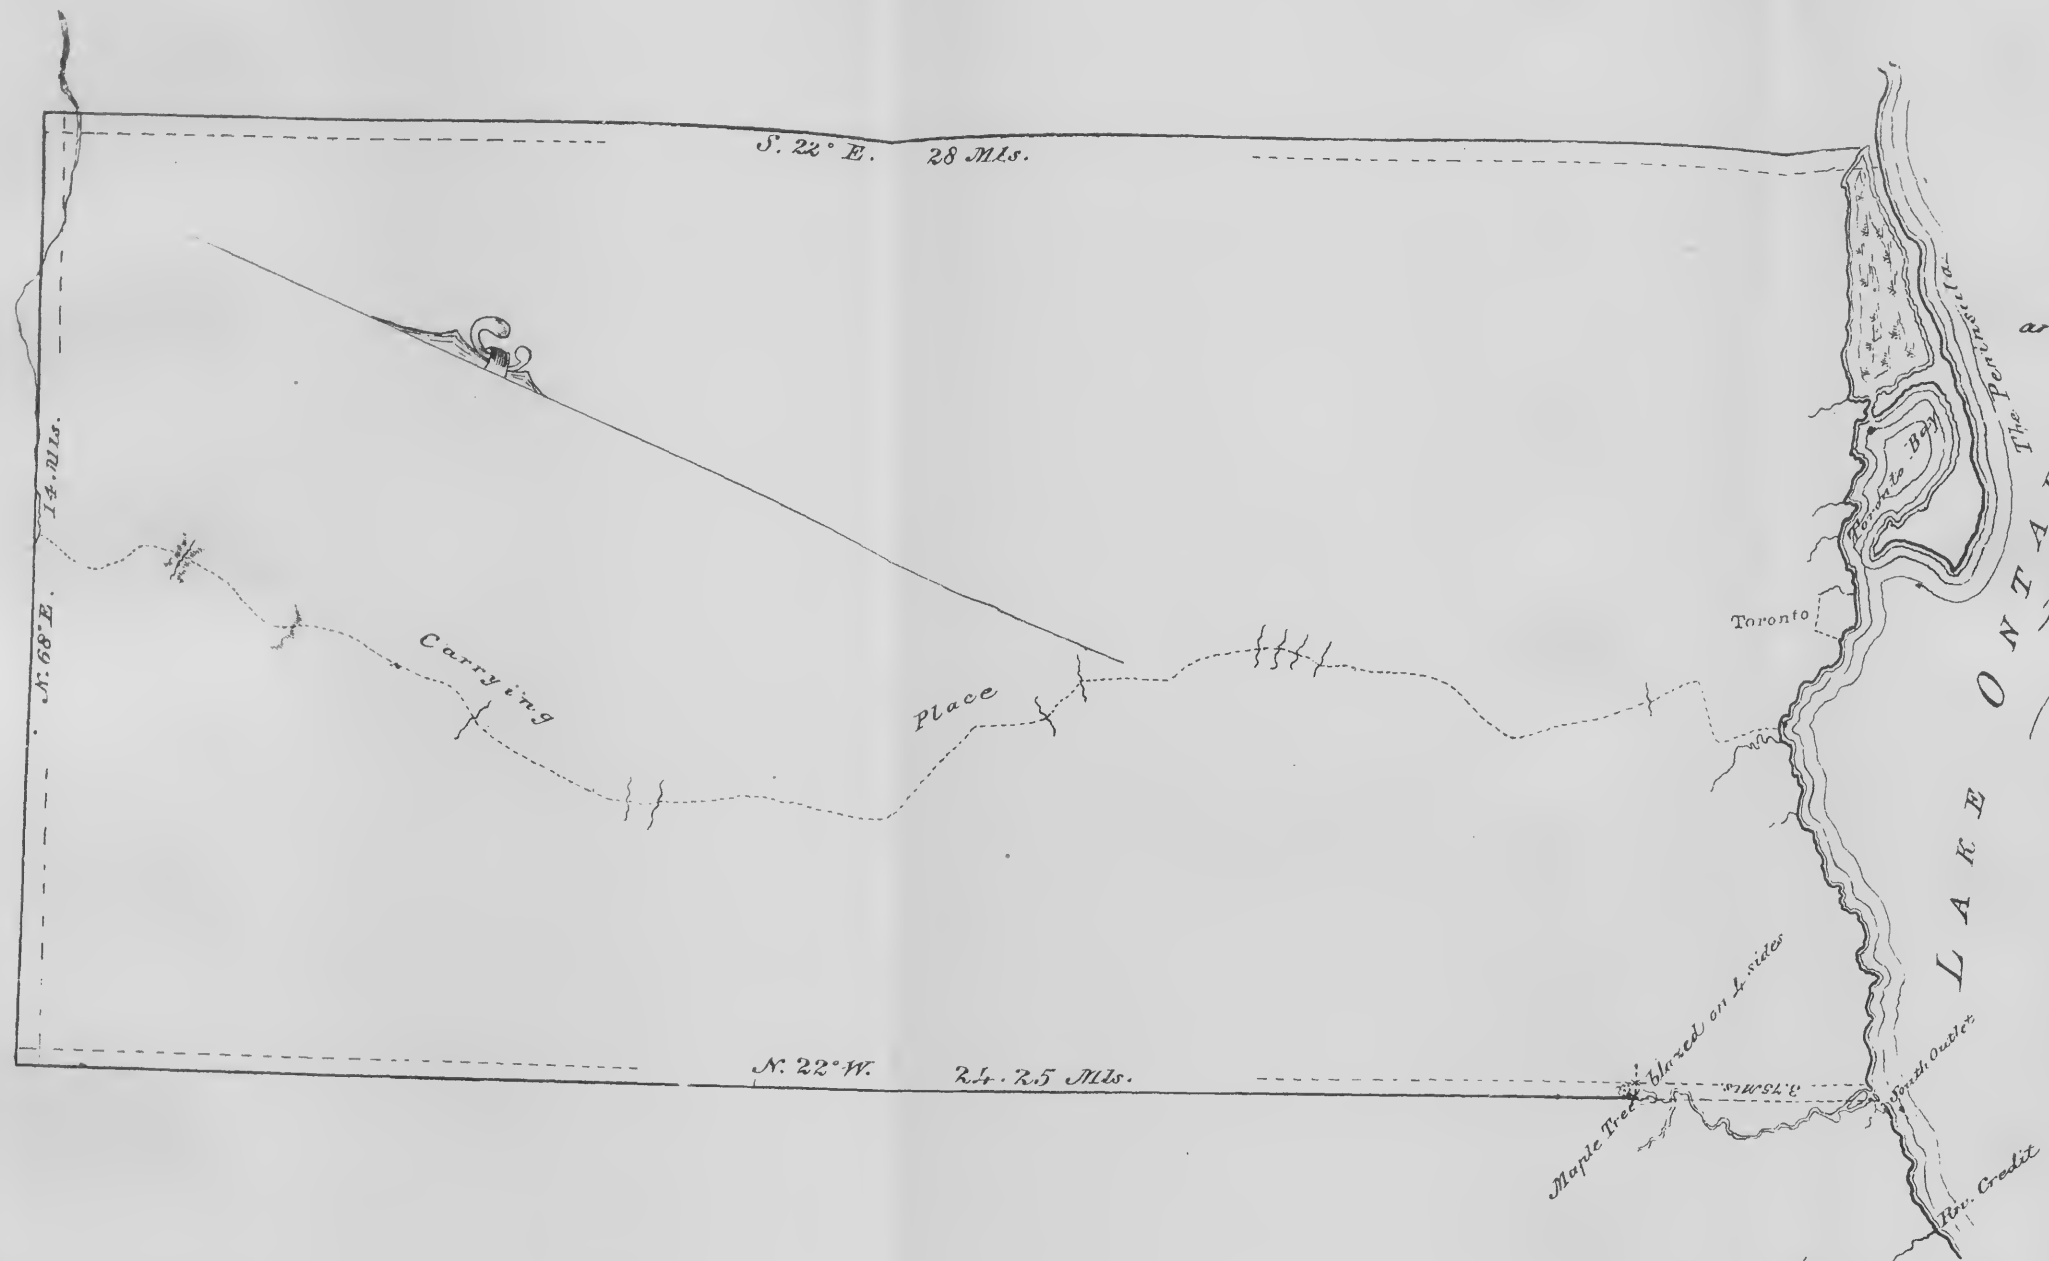 S. 22° E. 28 Mls.
N. 68° E. 14. Mls.
Carrying Place
Toronto
Toronto Bay
The Peninsula
LAKE ONTA
N. 22° W. 24.25 Mls.
3.75 Mls.
Maple Tree blazed on 4 sides
South Outlet
Riv. Credit